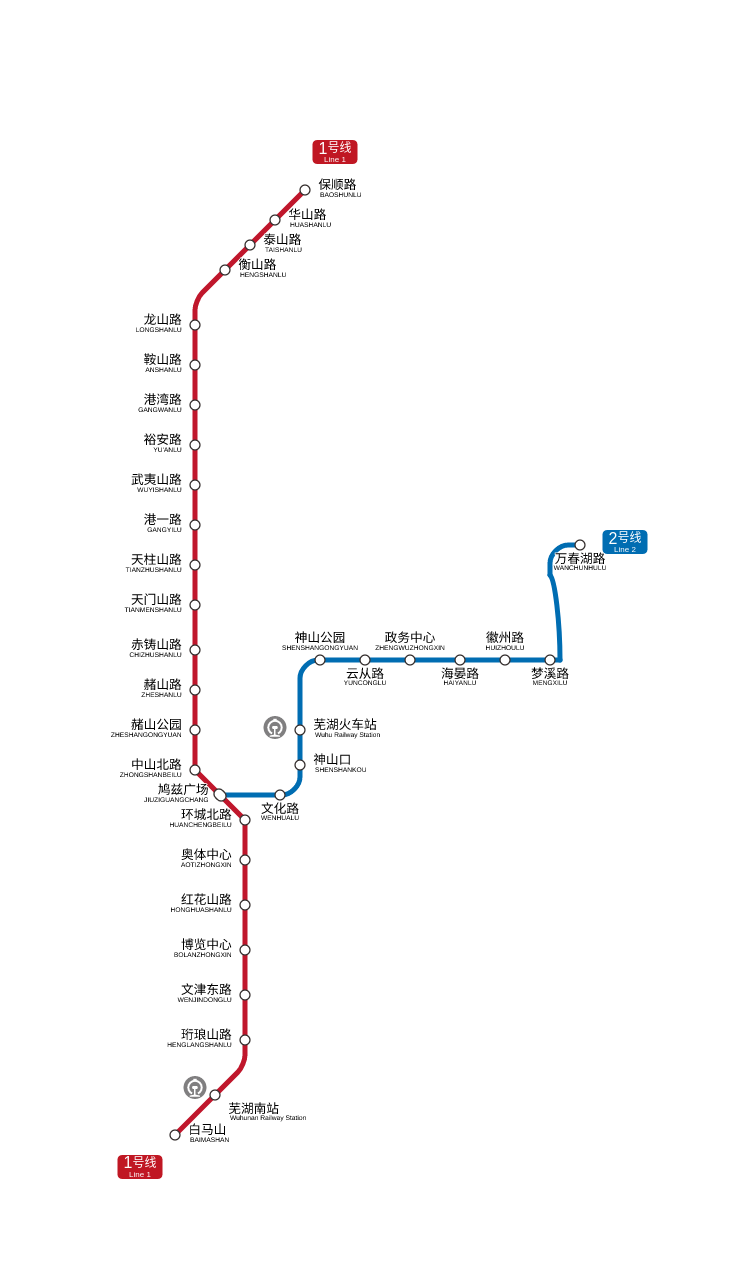 1号线
Line 1
保顺路
BAOSHUNLU
华山路
HUASHANLU
泰山路
TAISHANLU
衡山路
HENGSHANLU
龙山路
LONGSHANLU
鞍山路
ANSHANLU
港湾路
GANGWANLU
裕安路
YU'ANLU
武夷山路
WUYISHANLU
港一路
GANGYILU
天柱山路
TIANZHUSHANLU
天门山路
TIANMENSHANLU
赤铸山路
CHIZHUSHANLU
赭山路
ZHESHANLU
赭山公园
ZHESHANGONGYUAN
中山北路
ZHONGSHANBEILU
鸠兹广场
JIUZIGUANGCHANG
环城北路
HUANCHENGBEILU
奥体中心
AOTIZHONGXIN
红花山路
HONGHUASHANLU
博览中心
BOLANZHONGXIN
文津东路
WENJINDONGLU
珩琅山路
HENGLANGSHANLU
芜湖南站
Wuhunan Railway Station
白马山
BAIMASHAN
1号线
Line 1
2号线
Line 2
万春湖路
WANCHUNHULU
梦溪路
MENGXILU
徽州路
HUIZHOULU
海晏路
HAIYANLU
政务中心
ZHENGWUZHONGXIN
云从路
YUNCONGLU
神山公园
SHENSHANGONGYUAN
芜湖火车站
Wuhu Railway Station
神山口
SHENSHANKOU
文化路
WENHUALU